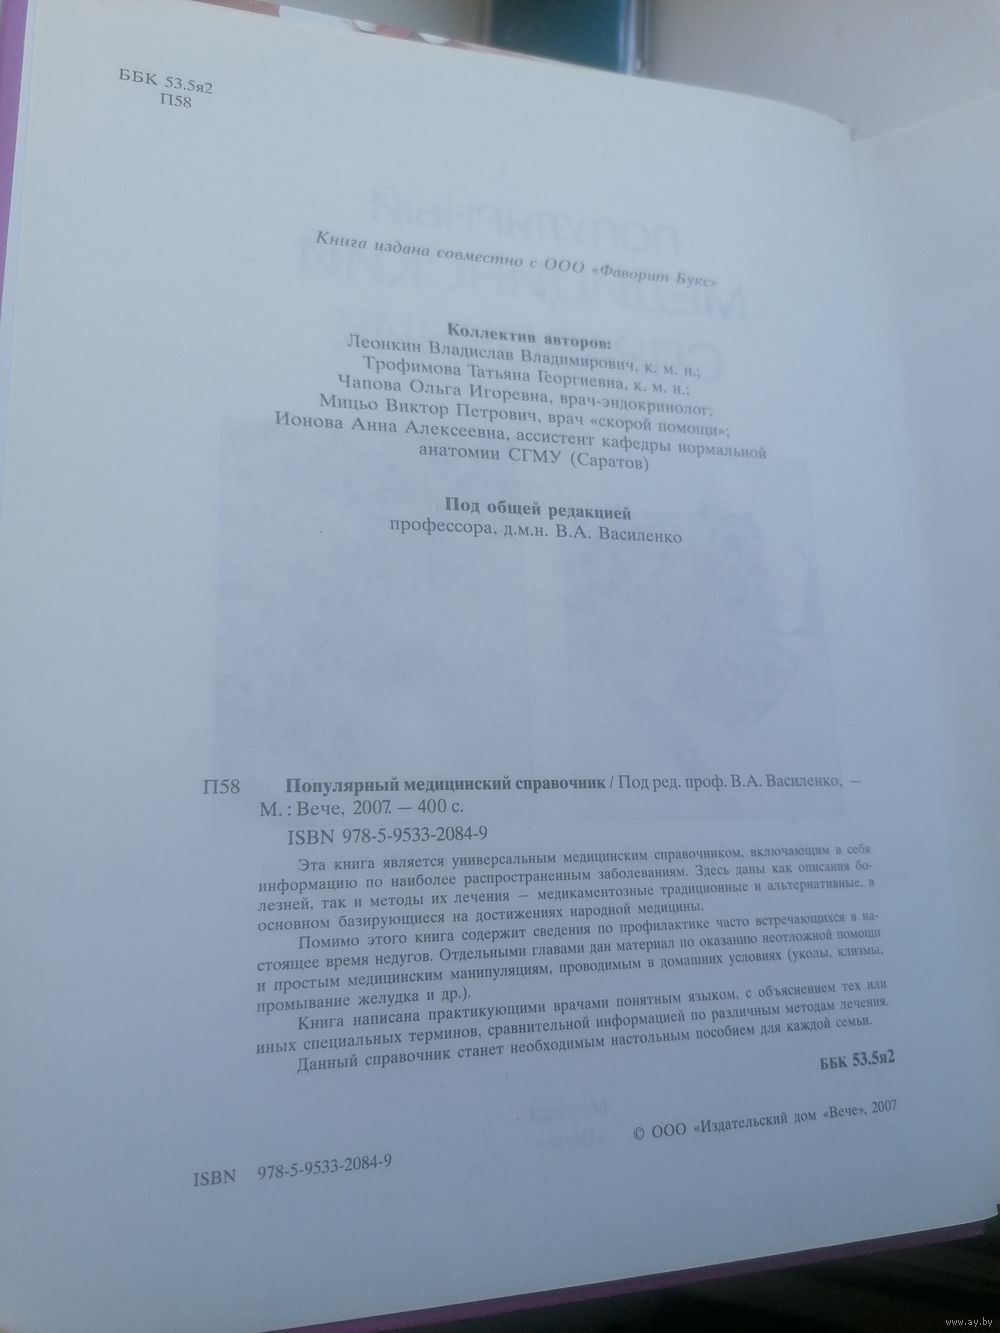 ББК 53.5я2
П58
Книга издана совместно с ООО «Фаворит Букс»
Коллектив авторов:
Леонкин Владислав Владимирович, к. м. н.;
Трофимова Татьяна Георгиевна, к. м. н.;
Чапова Ольга Игоревна, врач-эндокринолог;
Мицьо Виктор Петрович, врач «скорой помощи»;
Ионова Анна Алексеевна, ассистент кафедры нормальной
анатомии СГМУ (Саратов)
Под общей редакцией
профессора, д.м.н. В.А. Василенко
П58 Популярный медицинский справочник / Под ред. проф. В.А. Василенко. —
М. : Вече, 2007. — 400 с.
ISBN 978-5-9533-2084-9
Эта книга является универсальным медицинским справочником, включающим в себя
информацию по наиболее распространенным заболеваниям. Здесь даны как описания бо-
лезней, так и методы их лечения — медикаментозные традиционные и альтернативные, в
основном базирующиеся на достижениях народной медицины.
Помимо этого книга содержит сведения по профилактике часто встречающихся в на-
стоящее время недугов. Отдельными главами дан материал по оказанию неотложной помощи
и простым медицинским манипуляциям, проводимым в домашних условиях (уколы, клизмы,
промывание желудка и др.).
Книга написана практикующими врачами понятным языком, с объяснением тех или
иных специальных терминов, сравнительной информацией по различным методам лечения.
Данный справочник станет необходимым настольным пособием для каждой семьи.
ББК 53.5я2
© ООО «Издательский дом «Вече», 2007
ISBN 978-5-9533-2084-9
www.ay.by